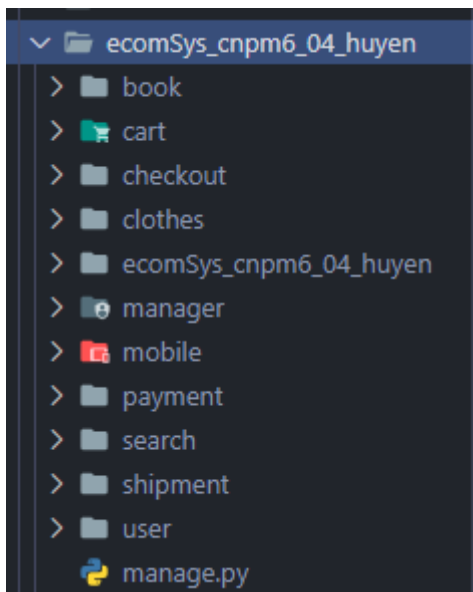 ecomSys_cnpm6_04_huyen
book
cart
checkout
clothes
ecomSys_cnpm6_04_huyen
manager
mobile
payment
search
shipment
user
manage.py